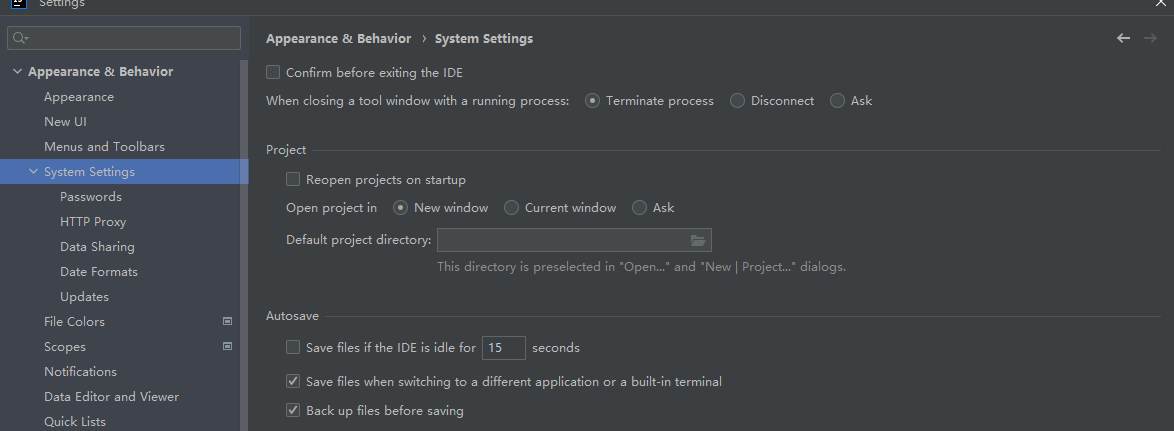 Settings
Appearance & Behavior
Appearance
New UI
Menus and Toolbars
System Settings
Passwords
HTTP Proxy
Data Sharing
Date Formats
Updates
File Colors
Scopes
Notifications
Data Editor and Viewer
Quick Lists
Appearance & Behavior › System Settings
Confirm before exiting the IDE
When closing a tool window with a running process: Terminate process Disconnect Ask
Project
Reopen projects on startup
Open project in New window Current window Ask
Default project directory:
This directory is preselected in "Open..." and "New | Project..." dialogs.
Autosave
Save files if the IDE is idle for 15 seconds
Save files when switching to a different application or a built-in terminal
Back up files before saving